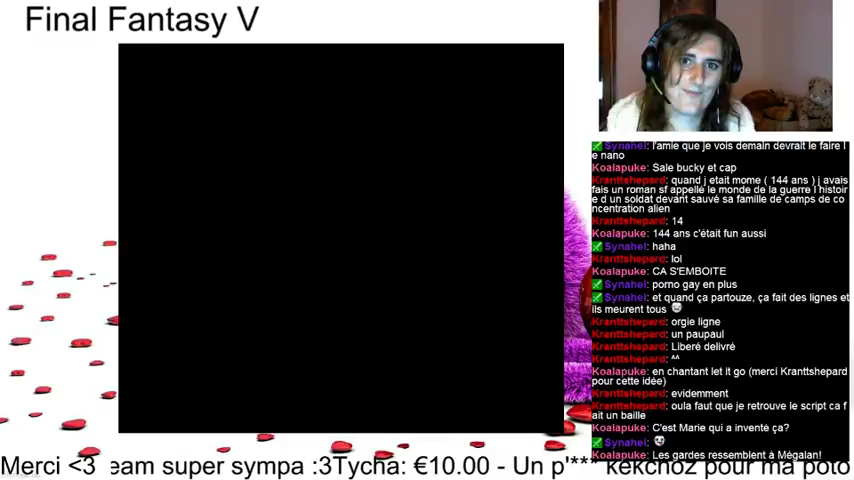 Final Fantasy V
Synahel: l'amie que je vois demain devrait le faire l
e nano
Koalapuke: Sale bucky et cap
Kranttshepard: quand j etait mome ( 144 ans ) j avais
fais un roman sf appellé le monde de la guerre l histoir
e d un soldat devant sauvé sa famille de camps de co
ncentration alien
Kranttshepard: 14
Koalapuke: 144 ans c'était fun aussi
Synahel: haha
Kranttshepard: lol
Koalapuke: CA S'EMBOITE
Synahel: porno gay en plus
Synahel: et quand ça partouze, ça fait des lignes et
ils meurent tous
Kranttshepard: orgie ligne
Kranttshepard: un paupaul
Kranttshepard: Liberé delivré
Kranttshepard: ^^
Koalapuke: en chantant let it go (merci Kranttshepard
pour cette idée)
Kranttshepard: evidemment
Kranttshepard: oula faut que je retrouve le script ca f
ait un baille
Koalapuke: C'est Marie qui a inventé ça?
Synahel:
Koalapuke: Les gardes ressemblent à Mégalan!
Merci <3 eam super sympa :3Tycha: €10.00 - Un p'*** kekchoz pour ma poto